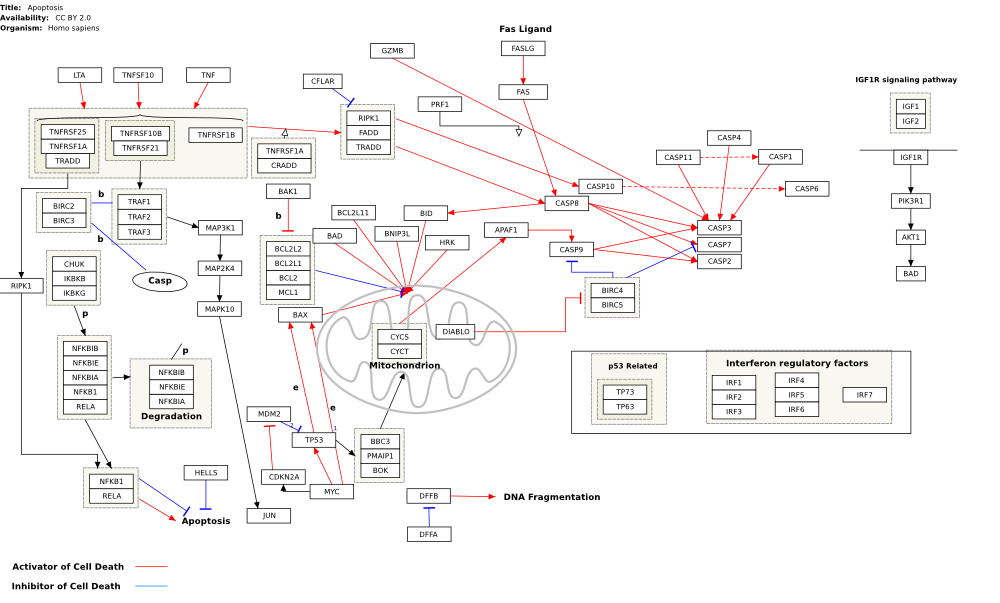 Title: Apoptosis
Availability: CC BY 2.0
Organism: Homo sapiens
Fas Ligand
GZMB
FASLG
LTA
TNFSF10
TNF
CFLAR
FAS
IGF1R signaling pathway
PRF1
IGF1
IGF2
RIPK1
FADD
TRADD
TNFRSF25
TNFRSF1A
TRADD
TNFRSF10B
TNFRSF21
TNFRSF1B
TNFRSF1A
CRADD
CASP4
CASP11
CASP1
IGF1R
CASP10
CASP6
BAK1
b
BIRC2
BIRC3
b
TRAF1
TRAF2
TRAF3
b
CASP8
PIK3R1
BCL2L11
BID
MAP3K1
BAD
BNIP3L
HRK
APAF1
CASP9
CASP3
CASP7
CASP2
AKT1
BCL2L2
BCL2L1
BCL2
MCL1
CHUK
IKBKB
IKBKG
MAP2K4
BAD
RIPK1
Casp
BIRC4
BIRC5
p
MAPK10
BAX
DIABLO
CYCS
CYCT
Mitochondrion
NFKBIB
NFKBIE
NFKBIA
NFKB1
RELA
p
NFKBIB
NFKBIE
NFKBIA
Degradation
p53 Related
TP73
TP63
Interferon regulatory factors
IRF1
IRF2
IRF3
IRF4
IRF5
IRF6
IRF7
e
e
MDM2
TP53
BBC3
PMAIP1
BOK
HELLS
CDKN2A
MYC
NFKB1
RELA
DFFB
DNA Fragmentation
Apoptosis
JUN
DFFA
Activator of Cell Death
Inhibitor of Cell Death